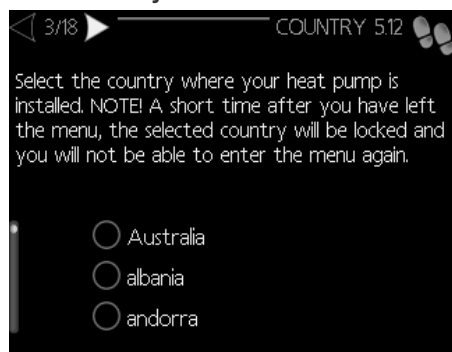 3/18 COUNTRY 5.12
Select the country where your heat pump is
installed. NOTE! A short time after you have left
the menu, the selected country will be locked and
you will not be able to enter the menu again.
Australia
albania
andorra